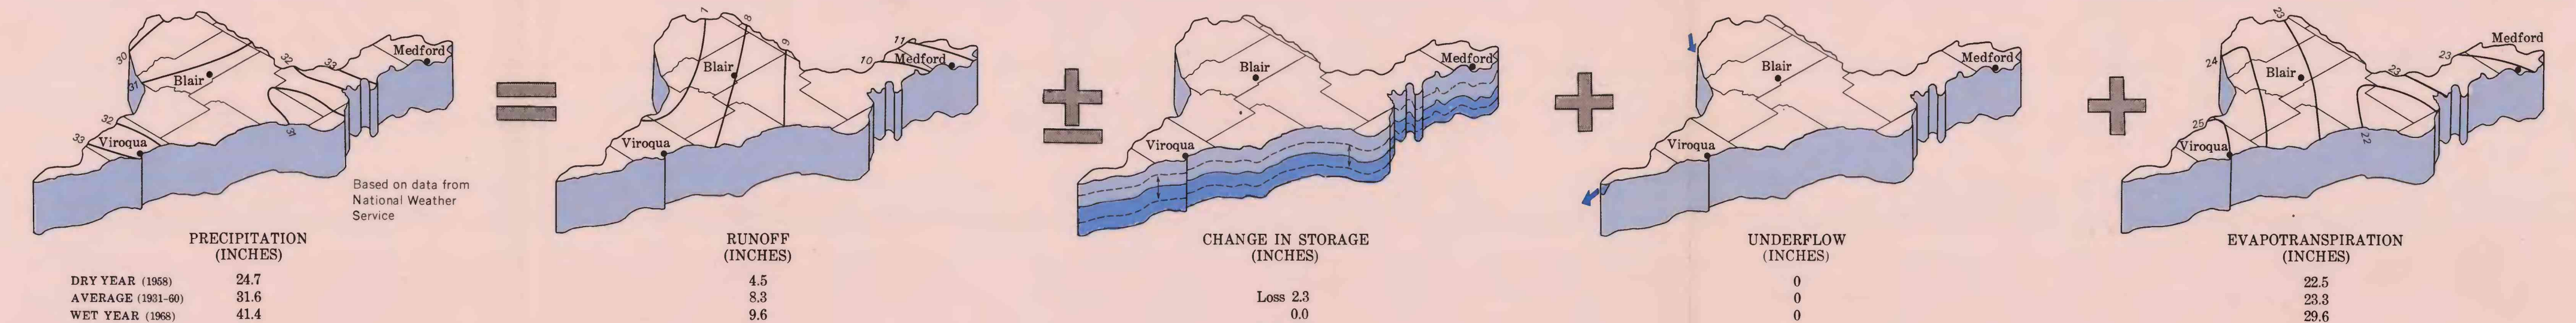 30
31
32
33
Blair
32
33
Medford
Viroqua
31
Based on data from
National Weather
Service
PRECIPITATION
(INCHES)
7
8
9
10
11
Blair
Medford
Viroqua
RUNOFF
(INCHES)
Blair
Medford
Viroqua
CHANGE IN STORAGE
(INCHES)
Blair
Medford
Viroqua
UNDERFLOW
(INCHES)
23
24
25
Blair
23
23
Medford
Viroqua
22
EVAPOTRANSPIRATION
(INCHES)
DRY YEAR (1958) 24.7 4.5 0 22.5
AVERAGE (1931-60) 31.6 8.3 Loss 2.3 0 23.3
WET YEAR (1968) 41.4 9.6 0.0 0 29.6